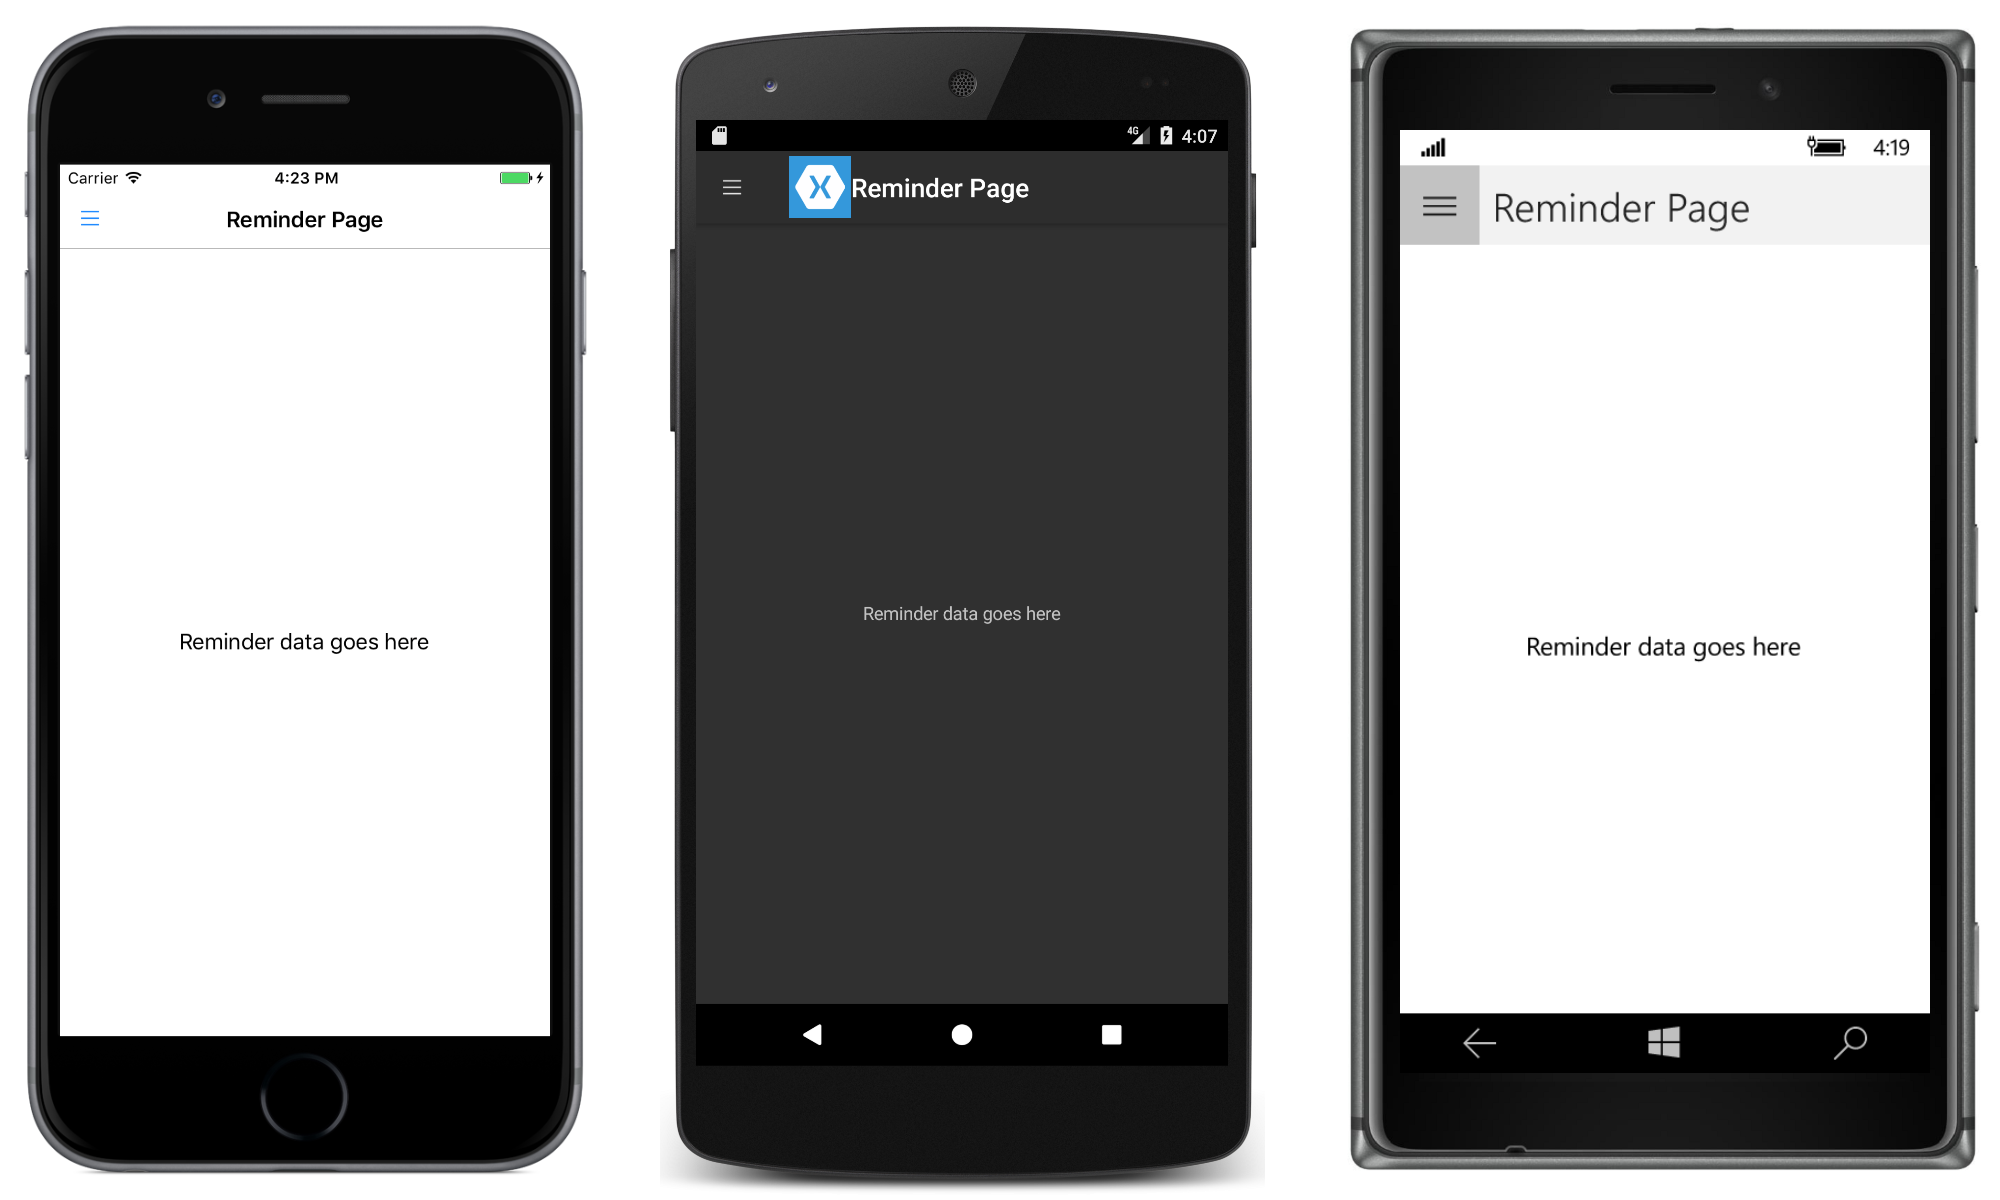 Carrier 4:23 PM
Reminder Page
Reminder data goes here
4G 4:07
Reminder Page
Reminder data goes here
4:19
Reminder Page
Reminder data goes here